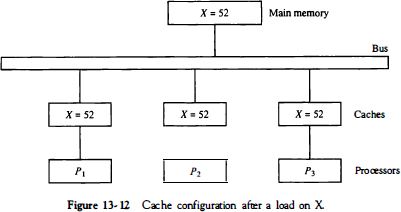 X = 52 Main memory
Bus
X = 52 X = 52 X = 52 Caches
P1 P2 P3 Processors
Figure 13-12 Cache configuration after a load on X.